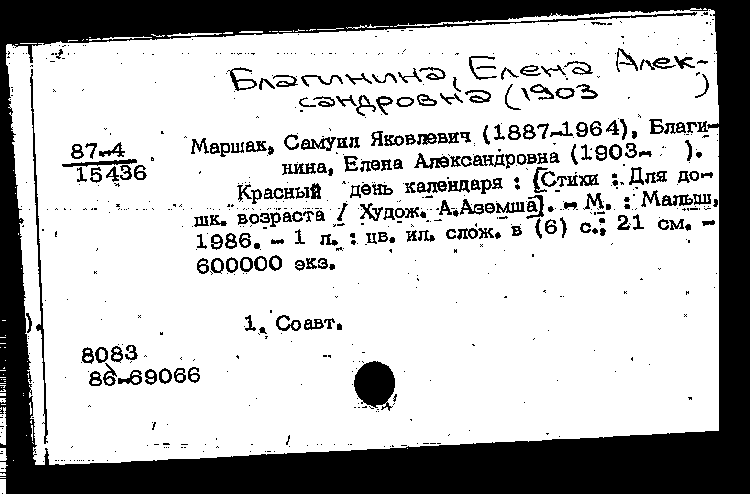 Благинина, Елена Алек-
сандровна (1903      )
87-4
15436
Маршак, Самуил Яковлевич (1887-1964), Благи-
нина, Елена Александровна (1903-   ).
Красный день календаря : [Стихи : Для до-
шк. возраста / Худож. А.Аземша]. - М. : Малыш,
1986. - 1 л. : цв. ил. слож. в (6) с.; 21 см. -
600000 экз.
).
1. Соавт.
8083
86-69066